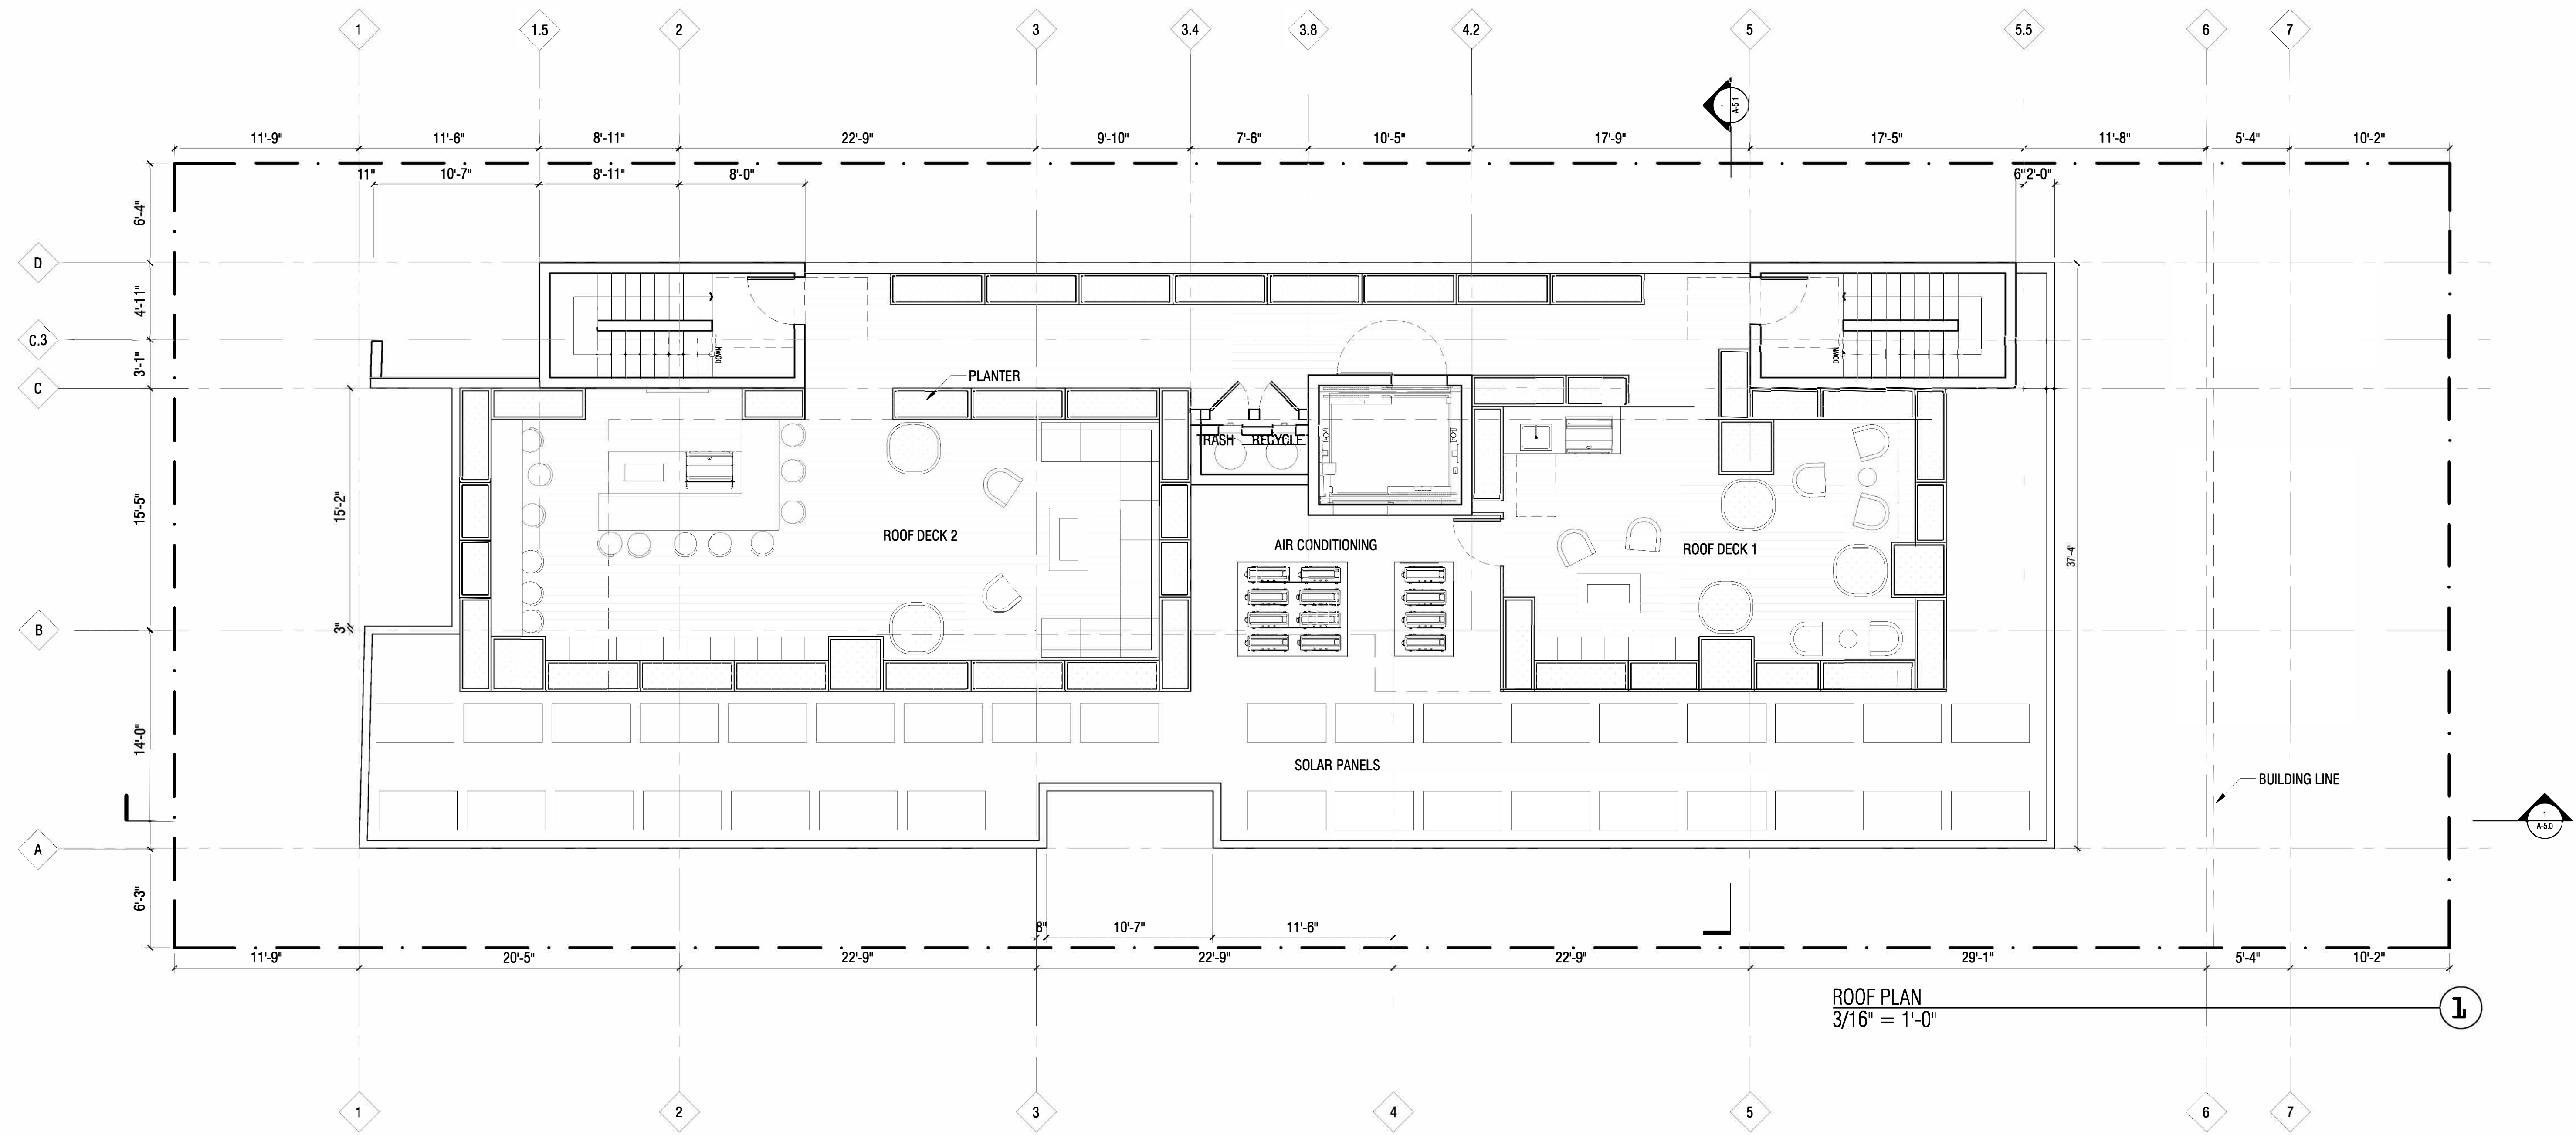 1 1.5 2 3 3.4 3.8 4.2 5 5.5 6 7
1
A-5.1
11'-9" 11'-6" 8'-11" 22'-9" 9'-10" 7'-6" 10'-5" 17'-9" 17'-5" 11'-8" 5'-4" 10'-2"
11" 10'-7" 8'-11" 8'-0" 6" 2'-0"
6'-4"
D
4'-11"
C.3
3'-1"
C
DOWN
DOWN
PLANTER
TRASH RECYCLE
15'-5"
15'-2"
ROOF DECK 2
AIR CONDITIONING
ROOF DECK 1
37'-4"
B
3"
14'-0"
SOLAR PANELS
BUILDING LINE
1
A-5.0
A
6'-3"
8" 10'-7" 11'-6"
11'-9" 20'-5" 22'-9" 22'-9" 22'-9" 29'-1" 5'-4" 10'-2"
ROOF PLAN
3/16" = 1'-0"
1
1 2 3 4 5 6 7